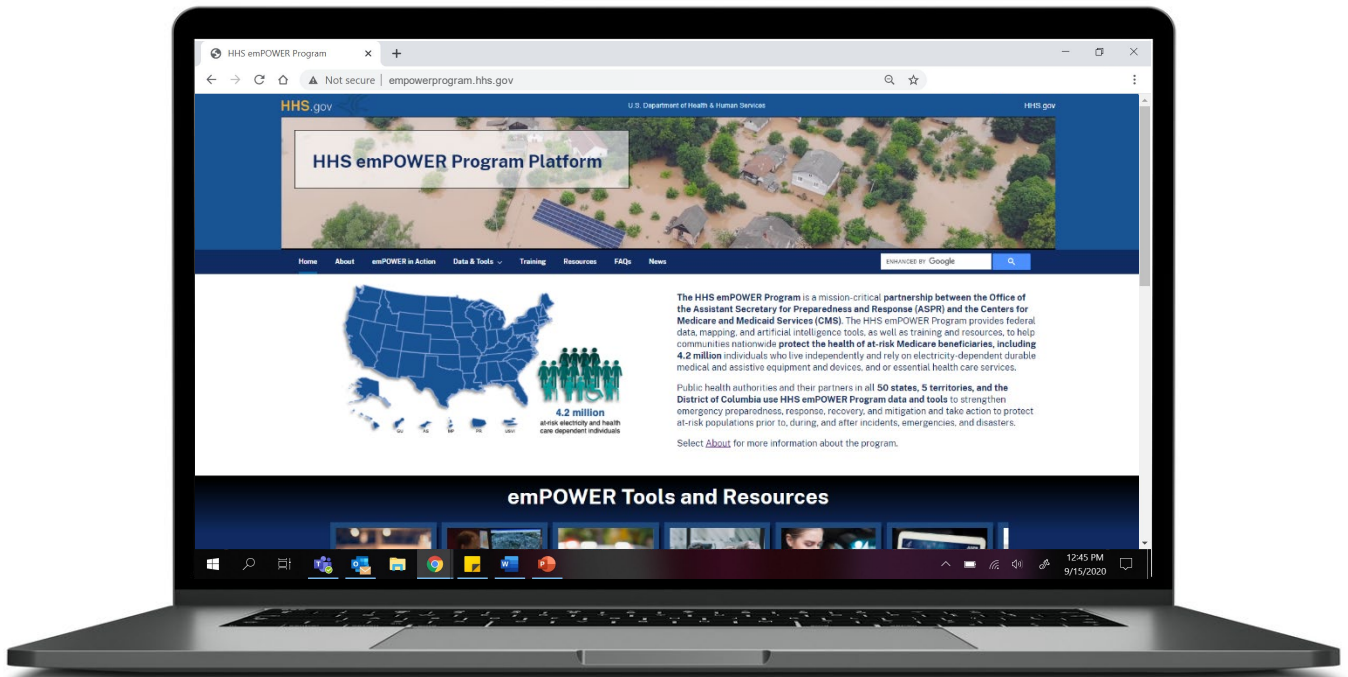 HHS emPOWER Program
Not secure | empowerprogram.hhs.gov
HHS.gov U.S. Department of Health & Human Services HHS.gov
HHS emPOWER Program Platform
Home About emPOWER in Action Data & Tools Training Resources FAQs News ENHANCED BY Google
The HHS emPOWER Program is a mission-critical partnership between the Office of
the Assistant Secretary for Preparedness and Response (ASPR) and the Centers for
Medicare and Medicaid Services (CMS). The HHS emPOWER Program provides federal
data, mapping, and artificial intelligence tools, as well as training and resources, to help
communities nationwide protect the health of at-risk Medicare beneficiaries, including
4.2 million individuals who live independently and rely on electricity-dependent durable
medical and assistive equipment and devices, and or essential health care services.
Public health authorities and their partners in all 50 states, 5 territories, and the
District of Columbia use HHS emPOWER Program data and tools to strengthen
emergency preparedness, response, recovery, and mitigation and take action to protect
at-risk populations prior to, during, and after incidents, emergencies, and disasters.
Select About for more information about the program.
4.2 million
at-risk electricity and health
care dependent individuals
GU AS MP PR USVI
emPOWER Tools and Resources
12:45 PM
9/15/2020